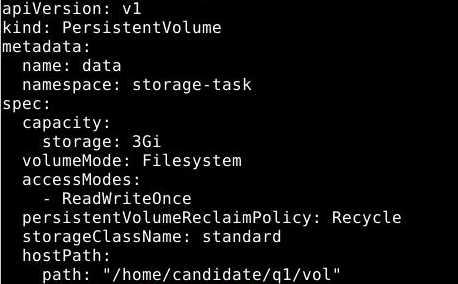 apiVersion: v1
kind: PersistentVolume
metadata:
  name: data
  namespace: storage-task
spec:
  capacity:
    storage: 3Gi
  volumeMode: Filesystem
  accessModes:
    - ReadWriteOnce
  persistentVolumeReclaimPolicy: Recycle
  storageClassName: standard
  hostPath:
    path: "/home/candidate/q1/vol"